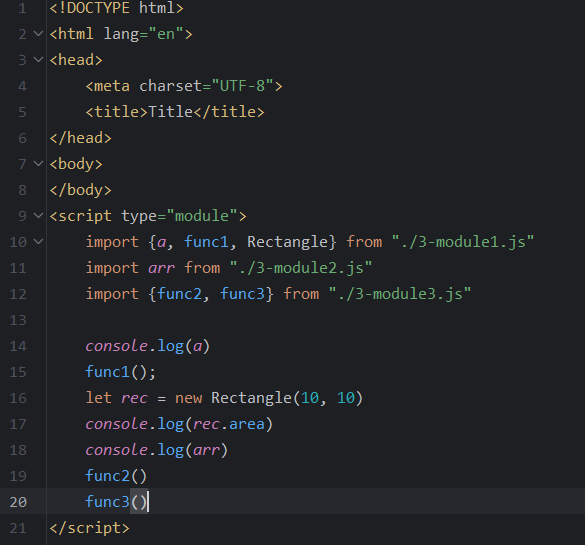 1 <!DOCTYPE html>
2 <html lang="en">
3 <head>
4 <meta charset="UTF-8">
5 <title>Title</title>
6 </head>
7 <body>
8 </body>
9 <script type="module">
10 import {a, func1, Rectangle} from "./3-module1.js"
11 import arr from "./3-module2.js"
12 import {func2, func3} from "./3-module3.js"
13
14 console.log(a)
15 func1();
16 let rec = new Rectangle(10, 10)
17 console.log(rec.area)
18 console.log(arr)
19 func2()
20 func3()
21 </script>